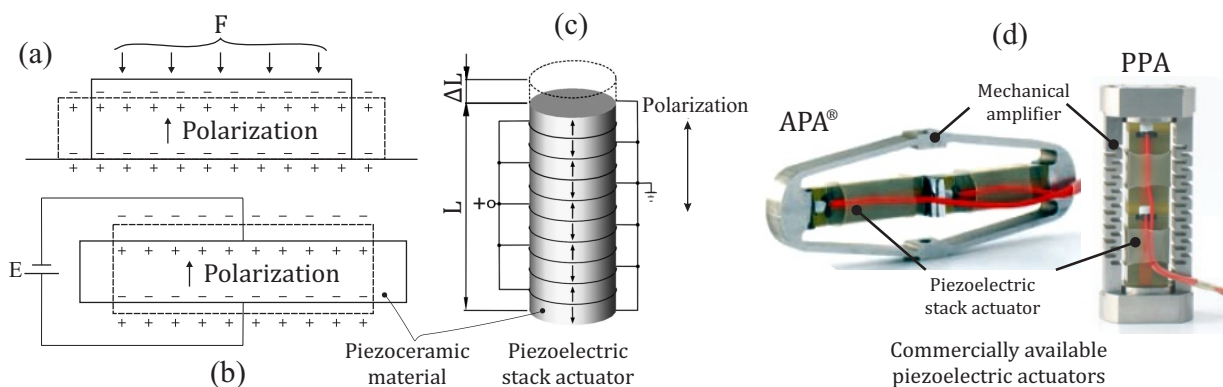 (a)
F
− − − − − − − − − −
+ + + + + + + + + +
↑ Polarization
− − − − − − − − − −
+ + + + + + + + + +
E
− − − − − − − − − −
+ + + + + + + + + +
↑ Polarization
− − − − − − − − − −
+ + + + + + + + + +
(b)
Piezoceramic
material
(c)
ΔL
L
+
Polarization
Piezoelectric
stack actuator
(d)
APA®
Mechanical
amplifier
PPA
Piezoelectric
stack actuator
Commercially available
piezoelectric actuators